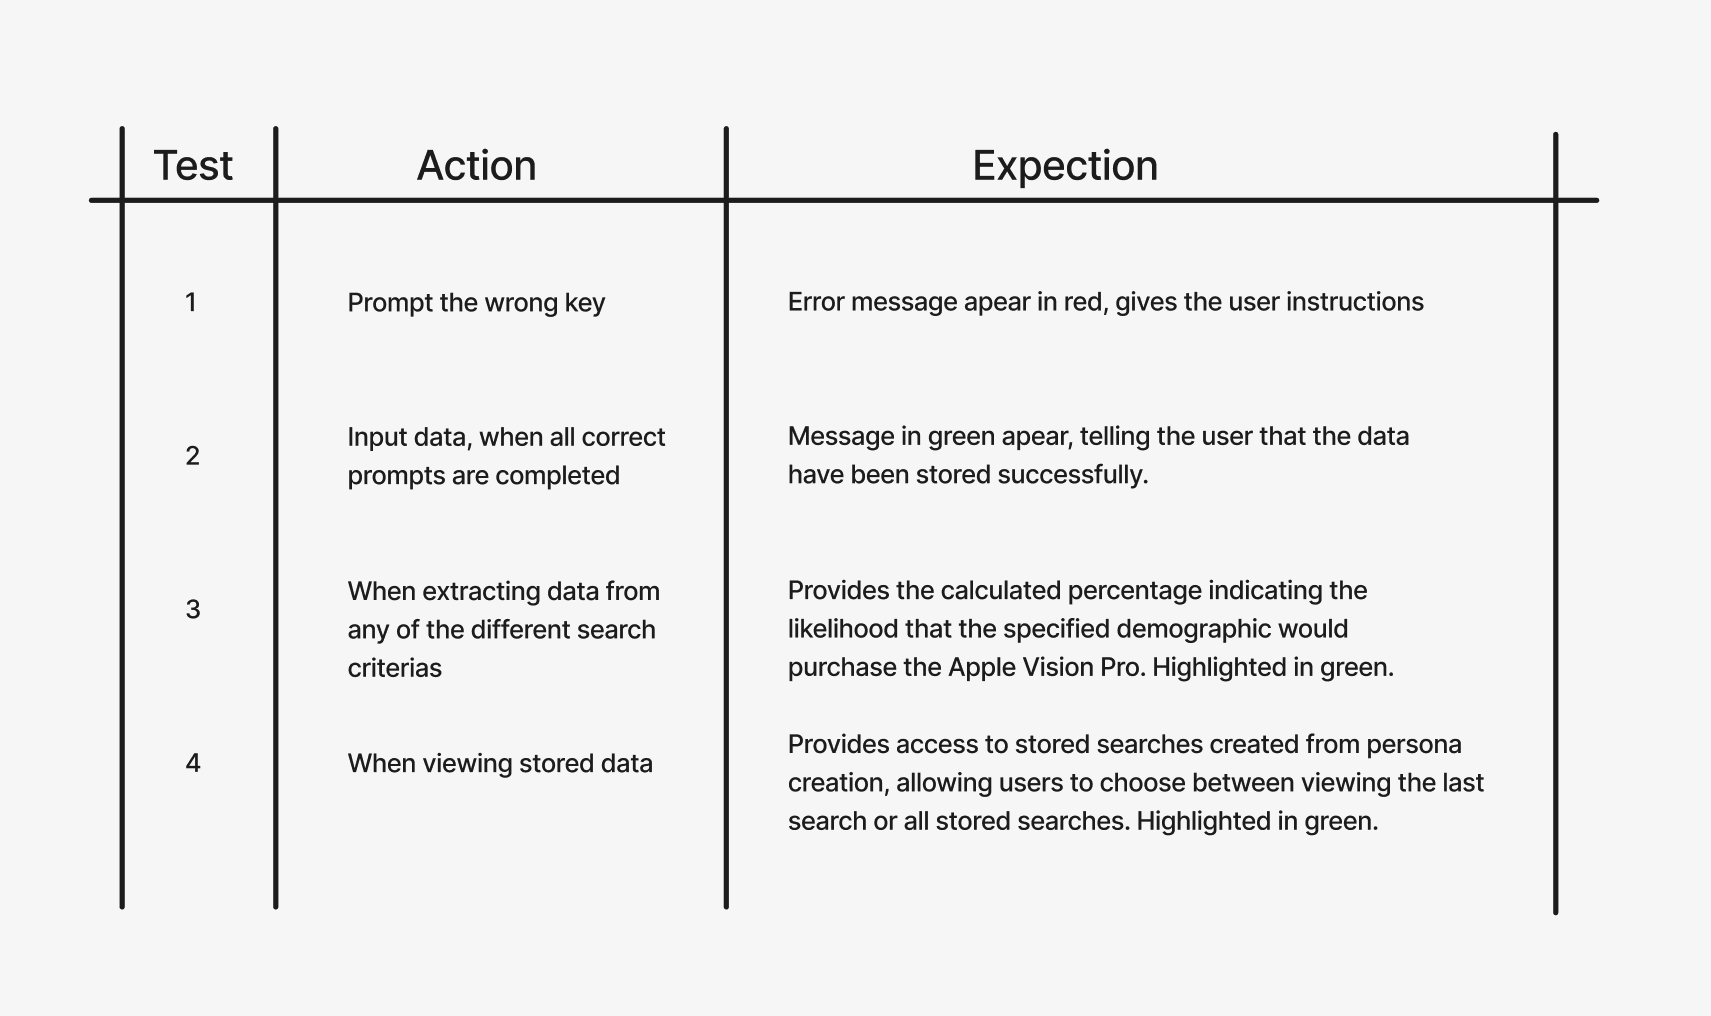 Test Action Expection
1 Prompt the wrong key Error message apear in red, gives the user instructions
2 Input data, when all correct
prompts are completed
Message in green apear, telling the user that the data
have been stored successfully.
3 When extracting data from
any of the different search
criterias
Provides the calculated percentage indicating the
likelihood that the specified demographic would
purchase the Apple Vision Pro. Highlighted in green.
4 When viewing stored data
Provides access to stored searches created from persona
creation, allowing users to choose between viewing the last
search or all stored searches. Highlighted in green.